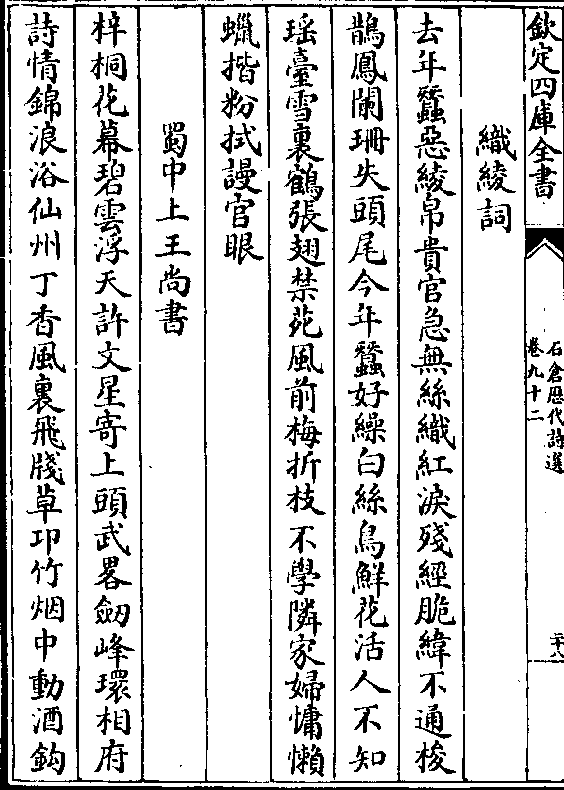 欽定四庫全書
石倉歷代詩選
卷九十二
二十八
織綾詞
去年蠶惡綾帛貴官急無絲織紅淚殘經脆緯不通梭
鵲鳳闌珊失頭尾今年蠶好繰白絲鳥鮮花活人不知
瑤臺雪裏鶴張翅禁苑風前梅折枝不學隣家婦慵懶
蠟揩粉拭謾官眼
蜀中上王尚書
梓桐花幕碧雲浮天許文星寄上頭武畧劒峰環相府
詩情錦浪浴仙州丁香風裏飛牋草卭竹烟中動酒鈎